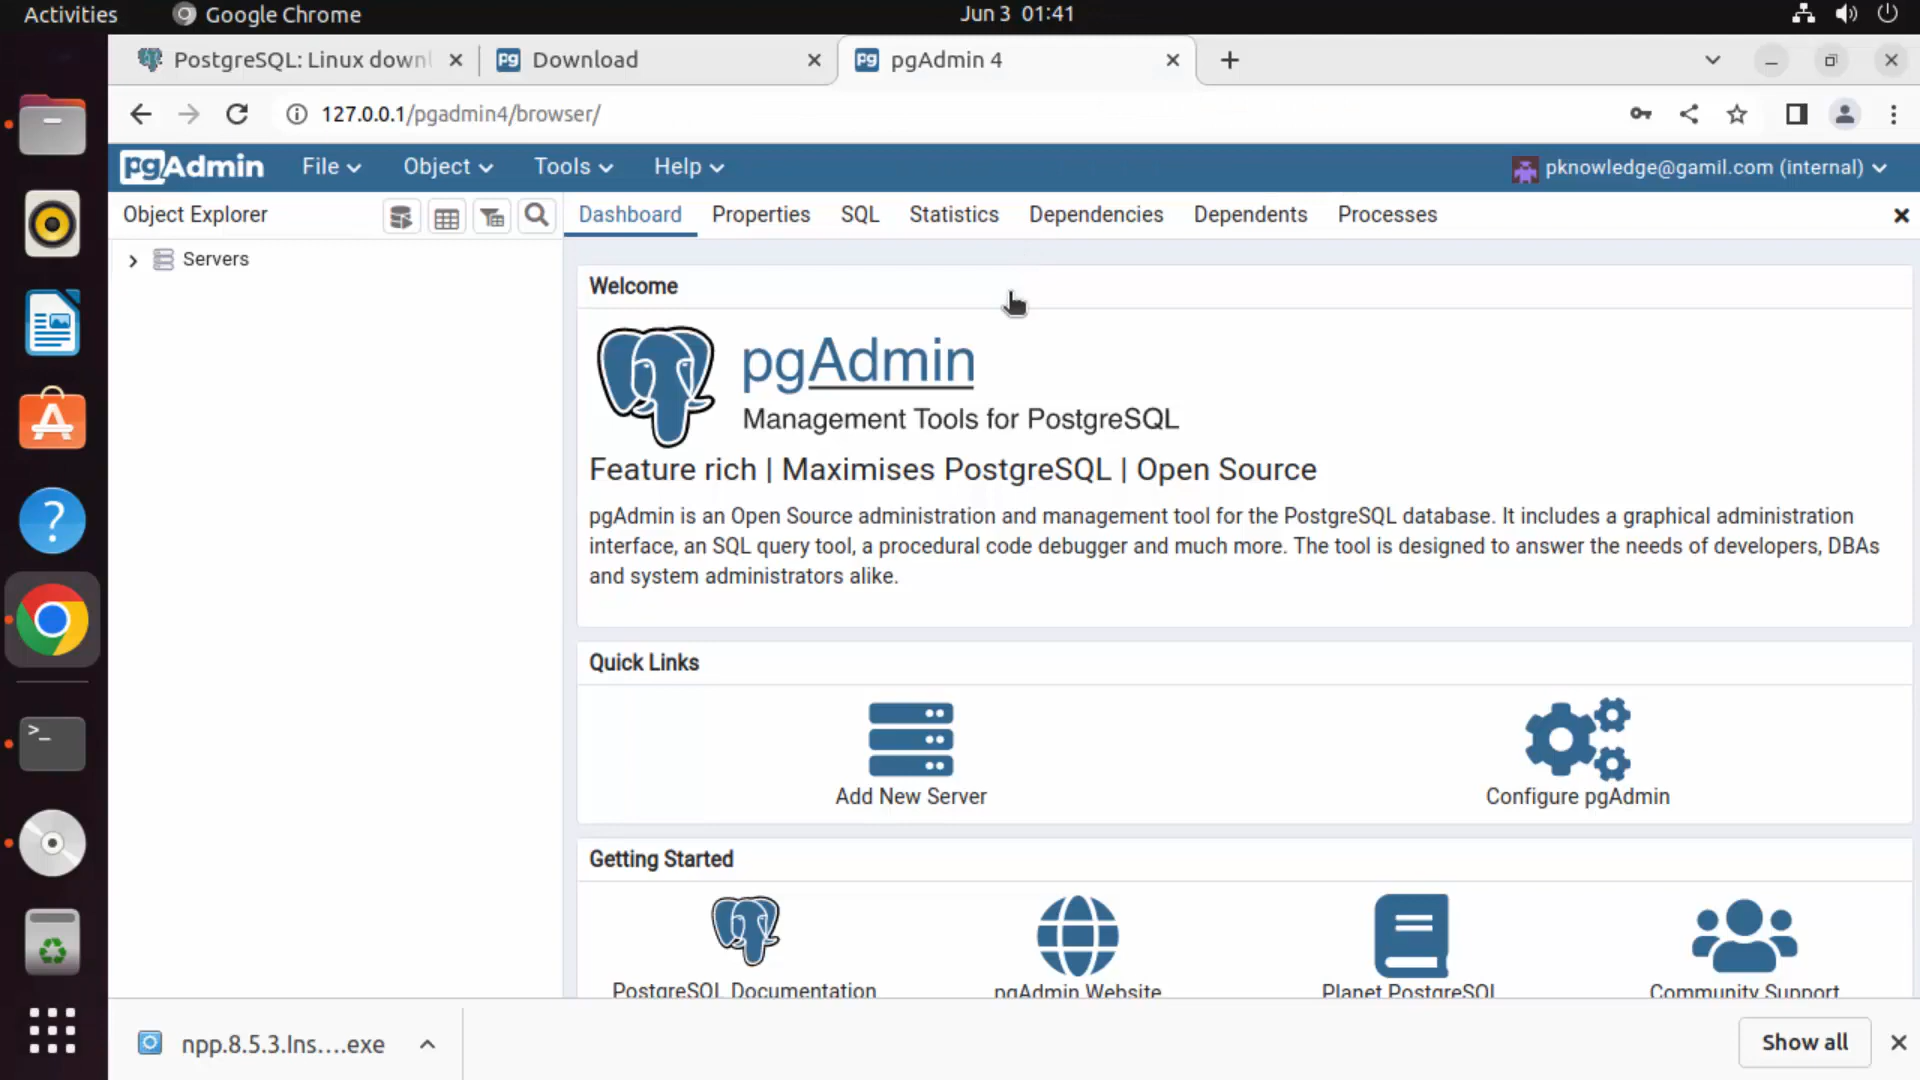 Activities
Google Chrome
Jun 3 01:41
PostgreSQL: Linux downl
Download
pgAdmin 4
127.0.0.1/pgadmin4/browser/
pgAdmin
File
Object
Tools
Help
pknowledge@gamil.com (internal)
Object Explorer
Dashboard
Properties
SQL
Statistics
Dependencies
Dependents
Processes
Servers
Welcome
pgAdmin
Management Tools for PostgreSQL
Feature rich | Maximises PostgreSQL | Open Source
pgAdmin is an Open Source administration and management tool for the PostgreSQL database. It includes a graphical administration
interface, an SQL query tool, a procedural code debugger and much more. The tool is designed to answer the needs of developers, DBAs
and system administrators alike.
Quick Links
Add New Server
Configure pgAdmin
Getting Started
PostgreSQL Documentation
pgAdmin Website
Planet PostgreSQL
Community Support
npp.8.5.3.Ins....exe
Show all